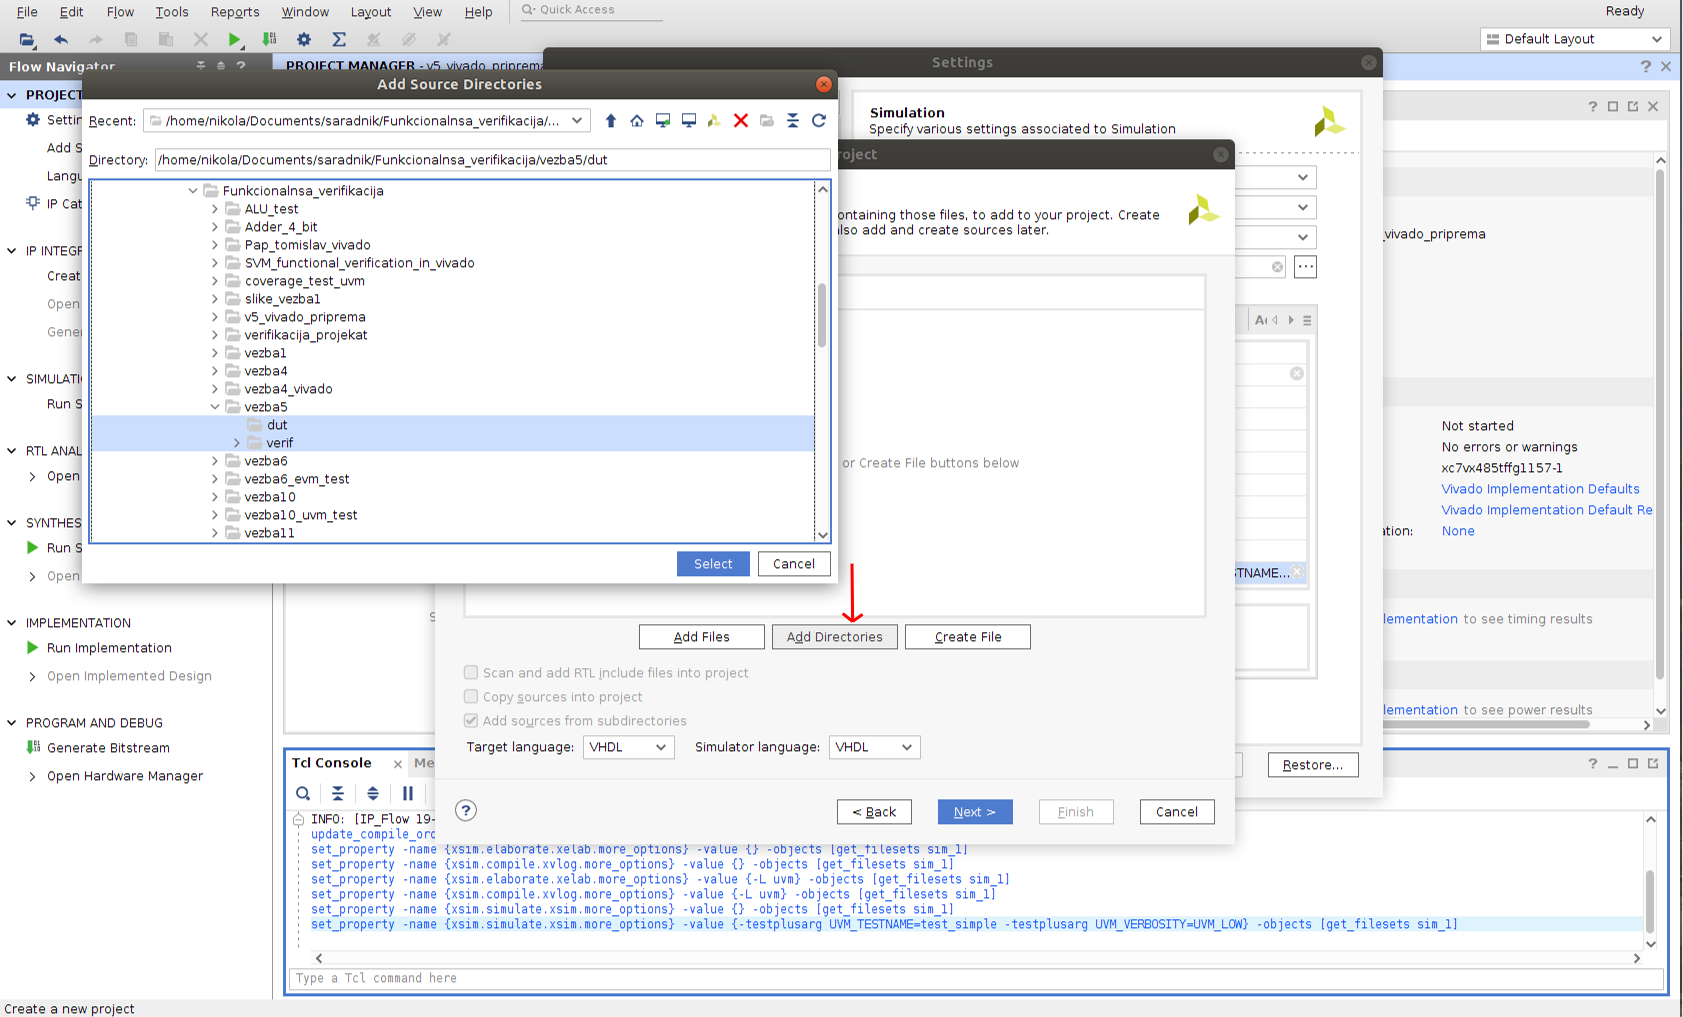 File Edit Flow Tools Reports Window Layout View Help Quick Access Ready
Default Layout
Flow Navigator
PROJECT MANAGER - v5_vivado_priprema
Settings
Add Source Directories
Recent: /home/nikola/Documents/saradnik/Funkcionalnsa_verifikacija/...
Directory: /home/nikola/Documents/saradnik/Funkcionalnsa_verifikacija/vezba5/dut
Funkcionalnsa_verifikacija
ALU_test
Adder_4_bit
Pap_tomislav_vivado
SVM_functional_verification_in_vivado
coverage_test_uvm
slike_vezba1
v5_vivado_priprema
verifikacija_projekat
vezba1
vezba4
vezba4_vivado
vezba5
dut
verif
vezba6
vezba6_evm_test
vezba10
vezba10_uvm_test
vezba11
Select Cancel
PROJECT
Settin
Add S
Langu
IP Cat
IP INTEGR
Creat
Open
Gener
SIMULATI
Run S
RTL ANAL
Open
SYNTHES
Run S
Open
IMPLEMENTATION
Run Implementation
Open Implemented Design
PROGRAM AND DEBUG
Generate Bitstream
Open Hardware Manager
Simulation
Specify various settings associated to Simulation
roject
ontaining those files, to add to your project. Create
lso add and create sources later.
or Create File buttons below
Add Files Add Directories Create File
Scan and add RTL include files into project
Copy sources into project
Add sources from subdirectories
Target language: VHDL Simulator language: VHDL
? < Back Next > Finish Cancel
STNAME...
Restore...
_vivado_priprema
Not started
No errors or warnings
xc7vx485tffg1157-1
Vivado Implementation Defaults
Vivado Implementation Default Re
ation: None
lementation to see timing results
lementation to see power results
Tcl Console Me
INFO: [IP_Flow 19-
update_compile_ord
set_property -name {xsim.elaborate.xelab.more_options} -value {} -objects [get_filesets sim_1]
set_property -name {xsim.compile.xvlog.more_options} -value {} -objects [get_filesets sim_1]
set_property -name {xsim.elaborate.xelab.more_options} -value {-L uvm} -objects [get_filesets sim_1]
set_property -name {xsim.compile.xvlog.more_options} -value {-L uvm} -objects [get_filesets sim_1]
set_property -name {xsim.simulate.xsim.more_options} -value {} -objects [get_filesets sim_1]
set_property -name {xsim.simulate.xsim.more_options} -value {-testplusarg UVM_TESTNAME=test_simple -testplusarg UVM_VERBOSITY=UVM_LOW} -objects [get_filesets sim_1]
Type a Tcl command here
Create a new project